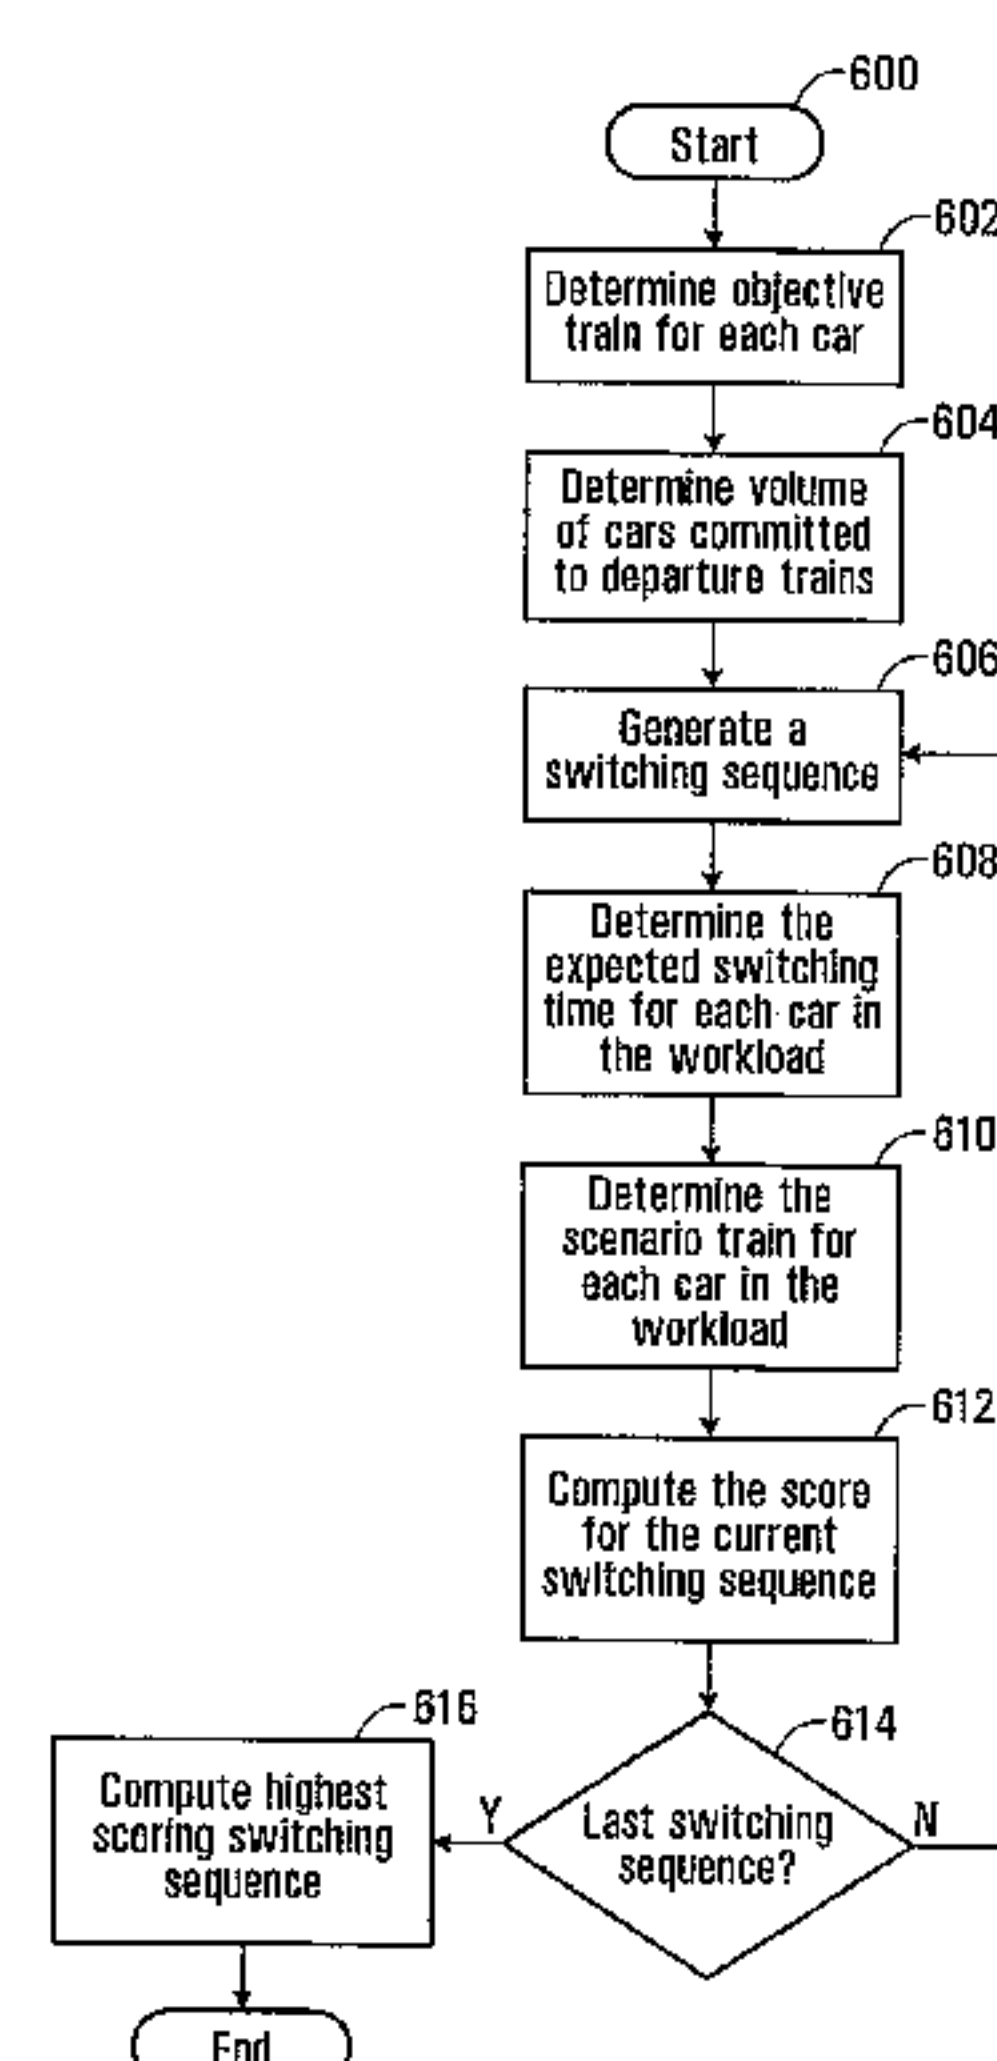 600
Start
602
Determine objective
train for each car
604
Determine volume
of cars committed
to departure trains
606
Generate a
switching sequence
608
Determine the
expected switching
time for each car in
the workload
610
Determine the
scenario train for
each car in the
workload
612
Compute the score
for the current
switching sequence
614
Last switching
sequence?
Y
N
616
Compute highest
scoring switching
sequence
End